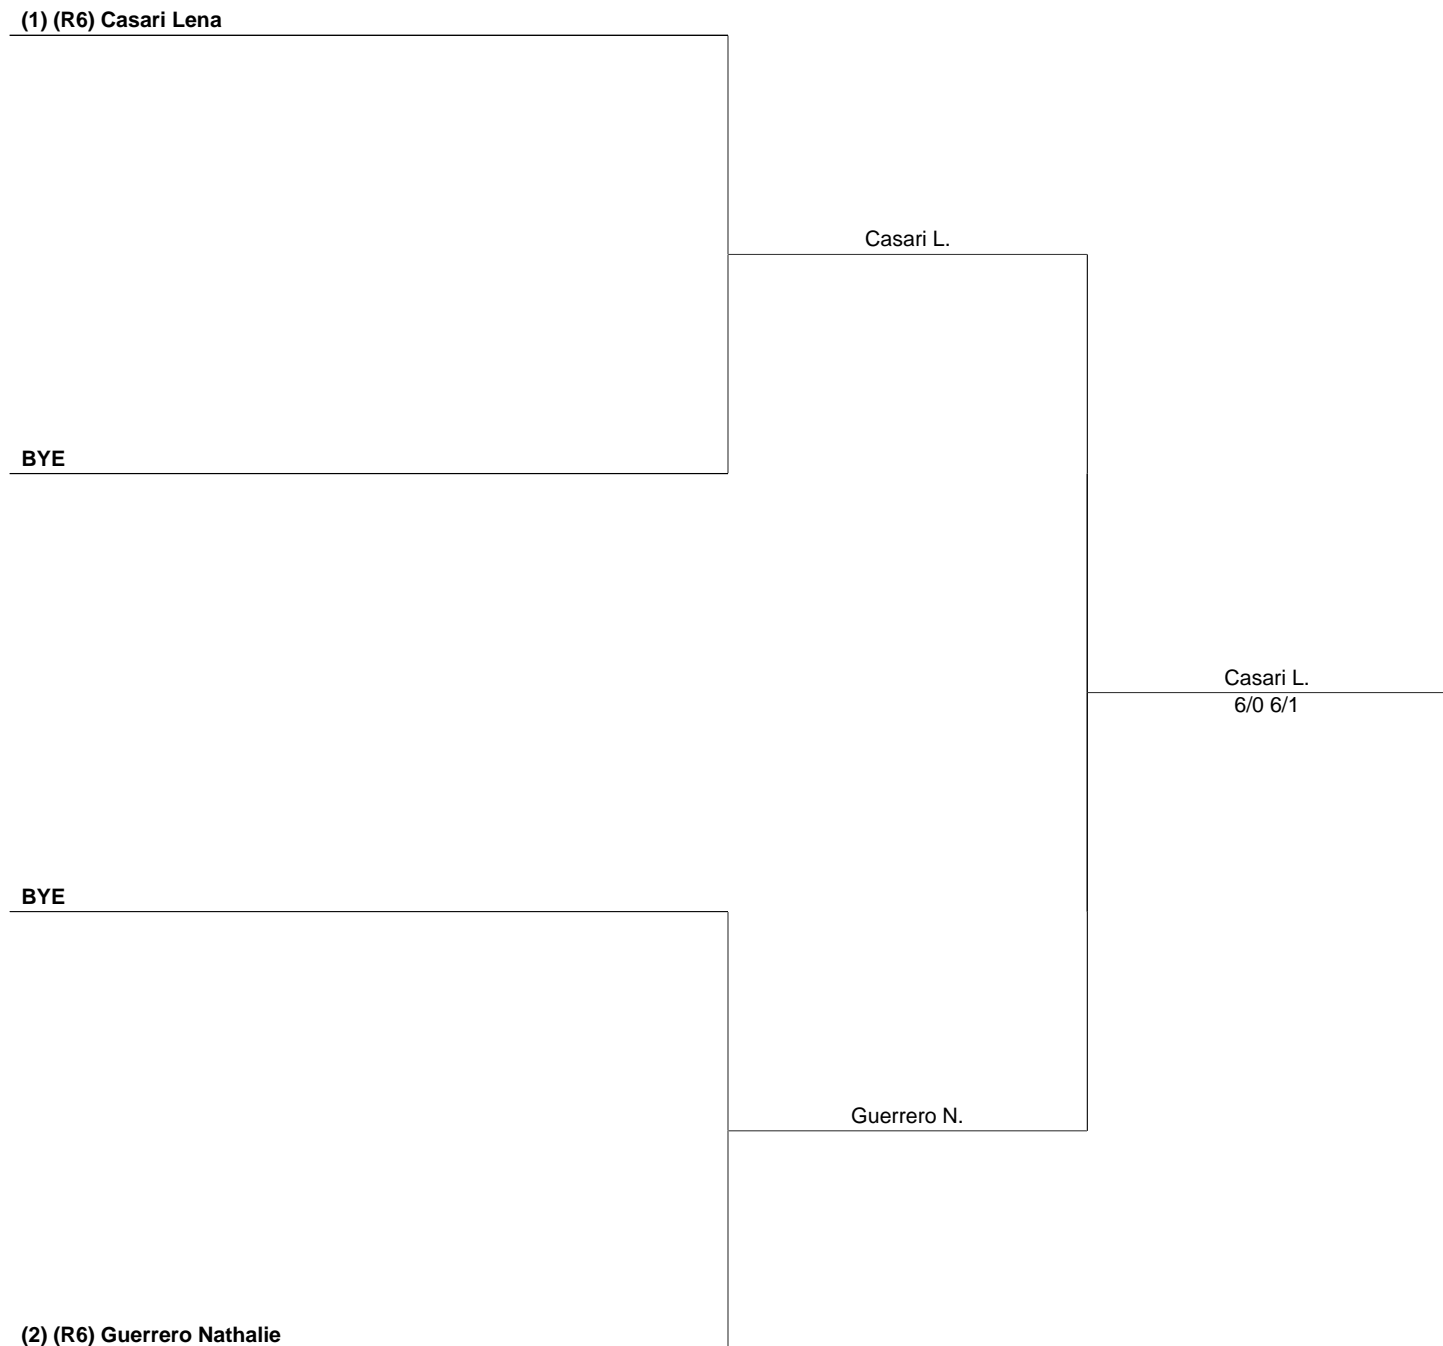 (1) (R6) Casari Lena
Casari L.
BYE
Casari L.
6/0 6/1
BYE
Guerrero N.
(2) (R6) Guerrero Nathalie